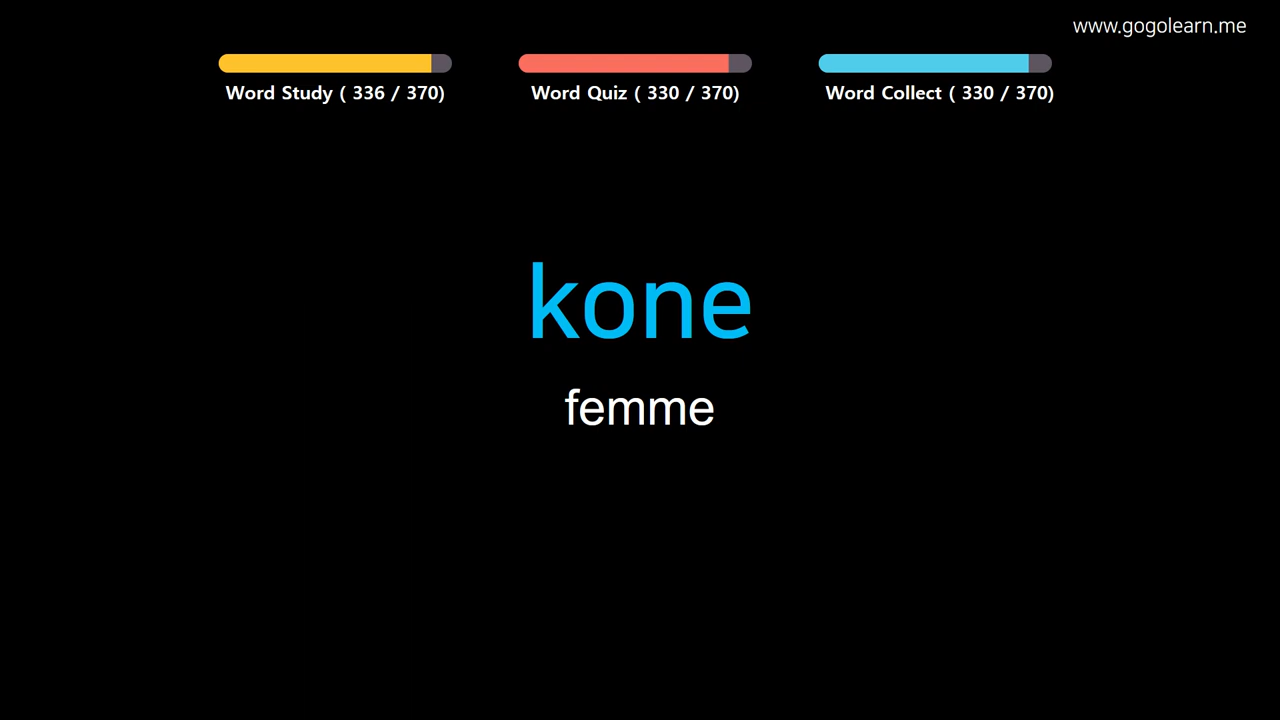 www.gogolearn.me
Word Study ( 336 / 370)
Word Quiz ( 330 / 370)
Word Collect ( 330 / 370)
kone
femme